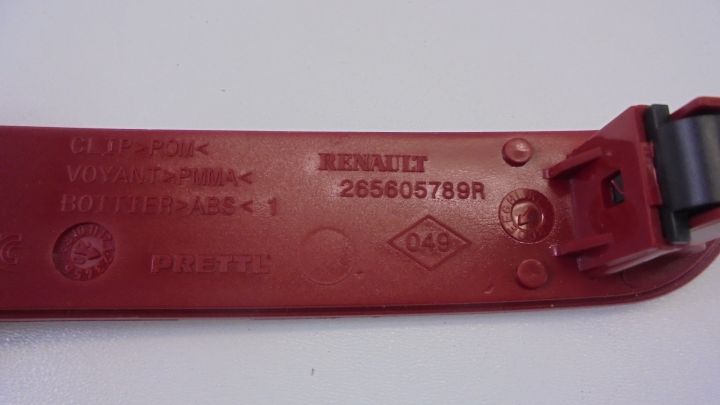 CLIP>POM<
VOYANT>PMMA<
BOITIER>ABS< 1
PRETTL
RENAULT
265605789R
049